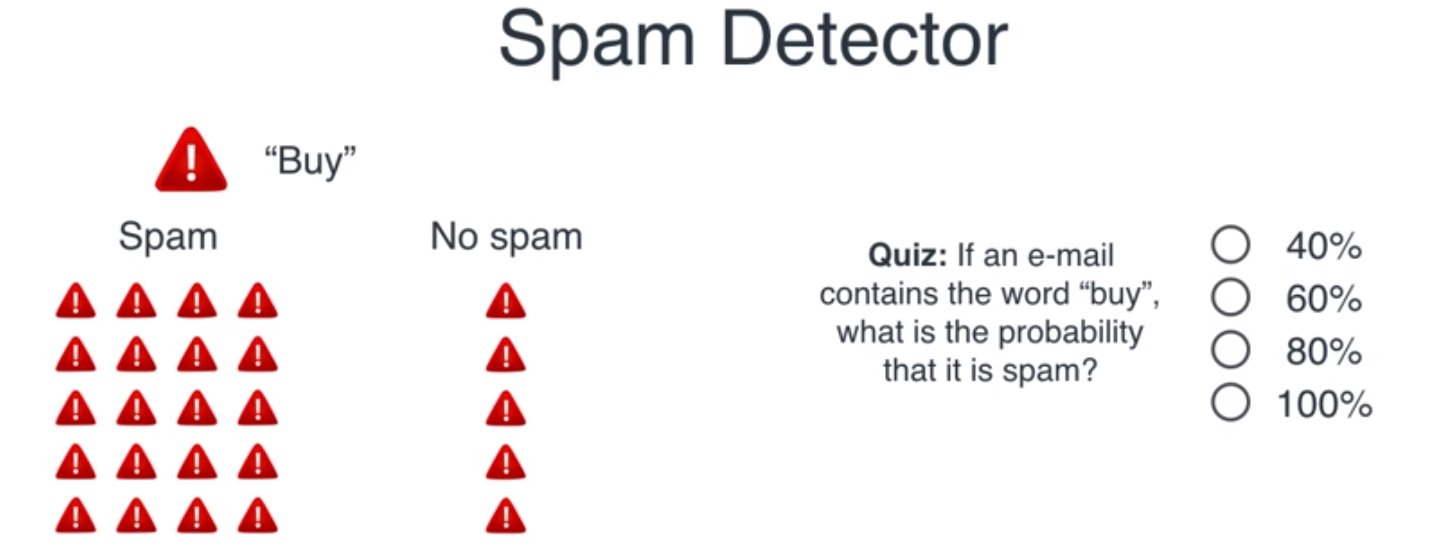 Spam Detector
“Buy”
Spam
No spam
Quiz: If an e-mail
contains the word “buy”,
what is the probability
that it is spam?
40%
60%
80%
100%